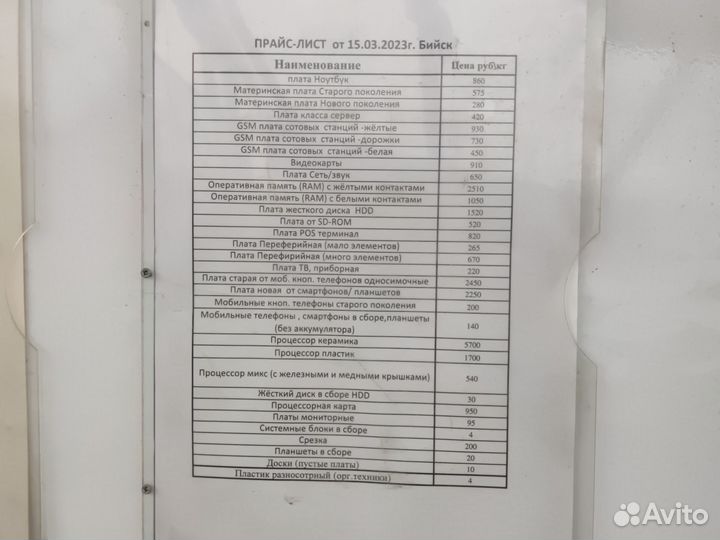 ПРАЙС-ЛИСТ от 15.03.2023г. Бийск
Наименование Цена руб\кг
плата Ноутбук 860
Материнская плата Старого поколения 575
Материнская плата Нового поколения 280
Плата класса сервер 420
GSM плата сотовых станций -жёлтые 930
GSM плата сотовых станций -дорожки 730
GSM плата сотовых станций -белая 450
Видеокарты 910
Плата Сеть/звук 650
Оперативная память (RAM) с жёлтыми контактами 2510
Оперативная память (RAM) с белыми контактами 1050
Плата жесткого диска HDD 1520
Плата от SD-ROM 520
Плата POS терминал 820
Плата Переферийная (мало элементов) 265
Плата Перефирийная (много элементов) 670
Плата ТВ, приборная 220
Плата старая от моб. кноп. телефонов односимочные 2450
Плата новая от смартфонов/ планшетов 2250
Мобильные кноп. телефоны старого поколения 200
Мобильные телефоны , смартфоны в сборе,планшеты
(без аккумулятора) 140
Процессор керамика 5700
Процессор пластик 1700
Процессор микс (с железными и медными крышками) 540
Жёсткий диск в сборе HDD 30
Процессорная карта 950
Платы мониторные 95
Системные блоки в сборе 4
Срезка 200
Планшеты в сборе 20
Доски (пустые платы) 10
Пластик разносотрный (орг.техники) 4
Avito